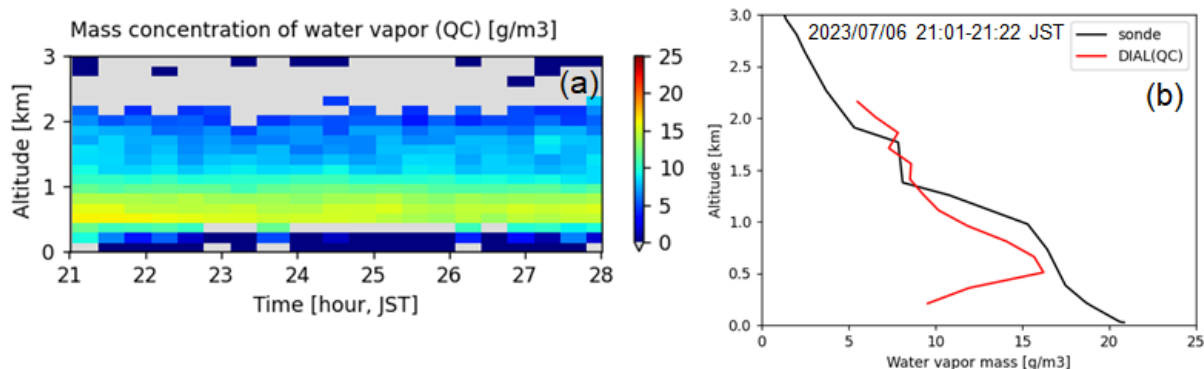 Mass concentration of water vapor (QC) [g/m3]
(a)
3
2
1
0
Altitude [km]
21 22 23 24 25 26 27 28
Time [hour, JST]
25
20
15
10
5
0
2023/07/06 21:01-21:22 JST
sonde
DIAL(QC)
(b)
3.0
2.5
2.0
1.5
1.0
0.5
0.0
Altitude [km]
0 5 10 15 20 25
Water vapor mass [g/m3]